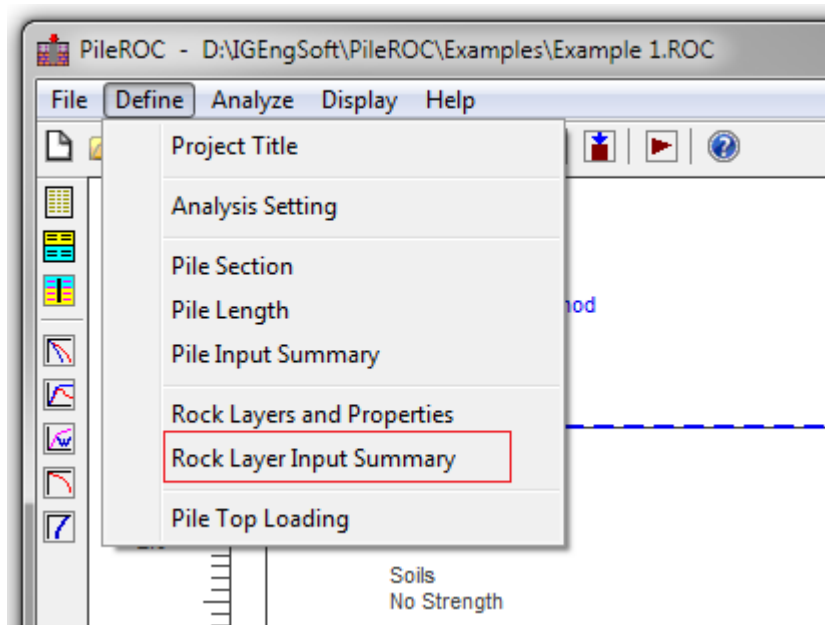 PileROC - D:\IGEngSoft\PileROC\Examples\Example 1.ROC
File Define Analyze Display Help
Project Title
Analysis Setting
Pile Section
Pile Length
Pile Input Summary
Rock Layers and Properties
Rock Layer Input Summary
Pile Top Loading
Soils
No Strength